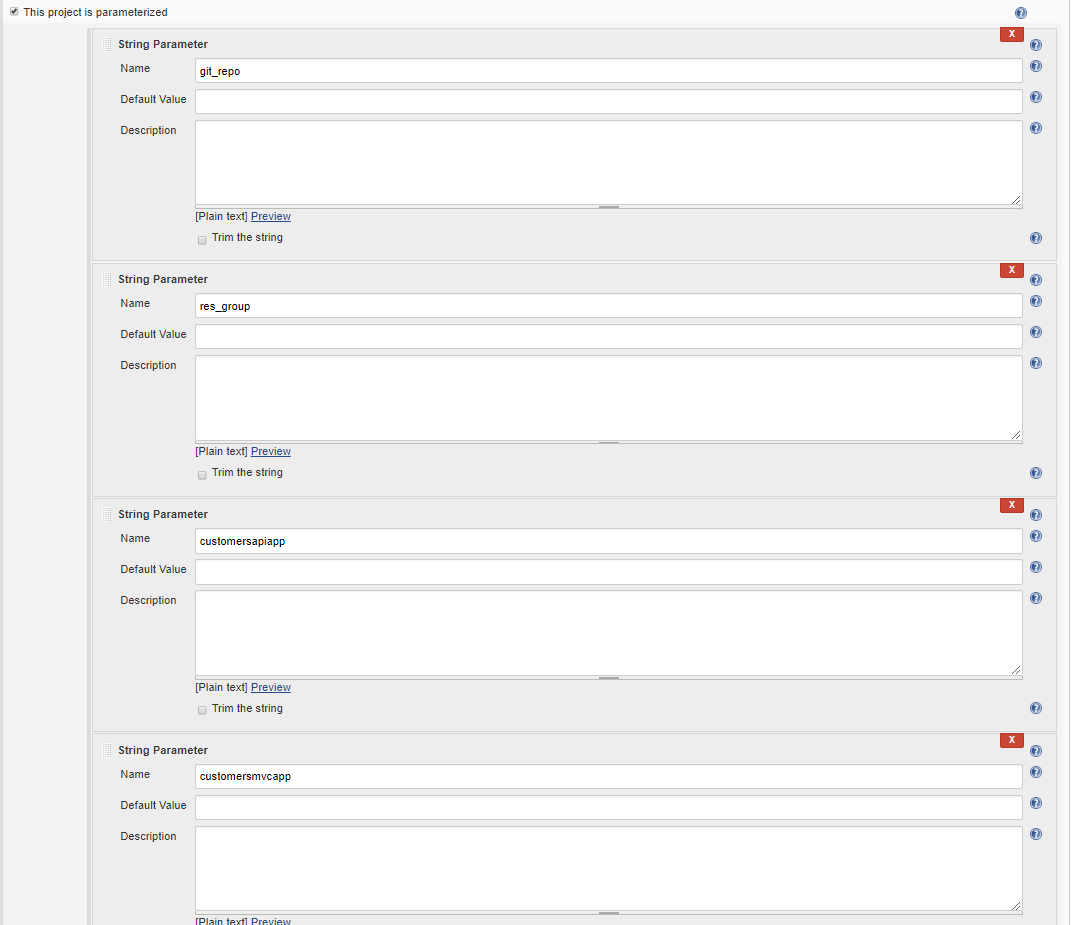 This project is parameterized
String Parameter
X
Name
git_repo
Default Value
Description
[Plain text] Preview
Trim the string
String Parameter
X
Name
res_group
Default Value
Description
[Plain text] Preview
Trim the string
String Parameter
X
Name
customersapiapp
Default Value
Description
[Plain text] Preview
Trim the string
String Parameter
X
Name
customersmvcapp
Default Value
Description
[Plain text] Preview